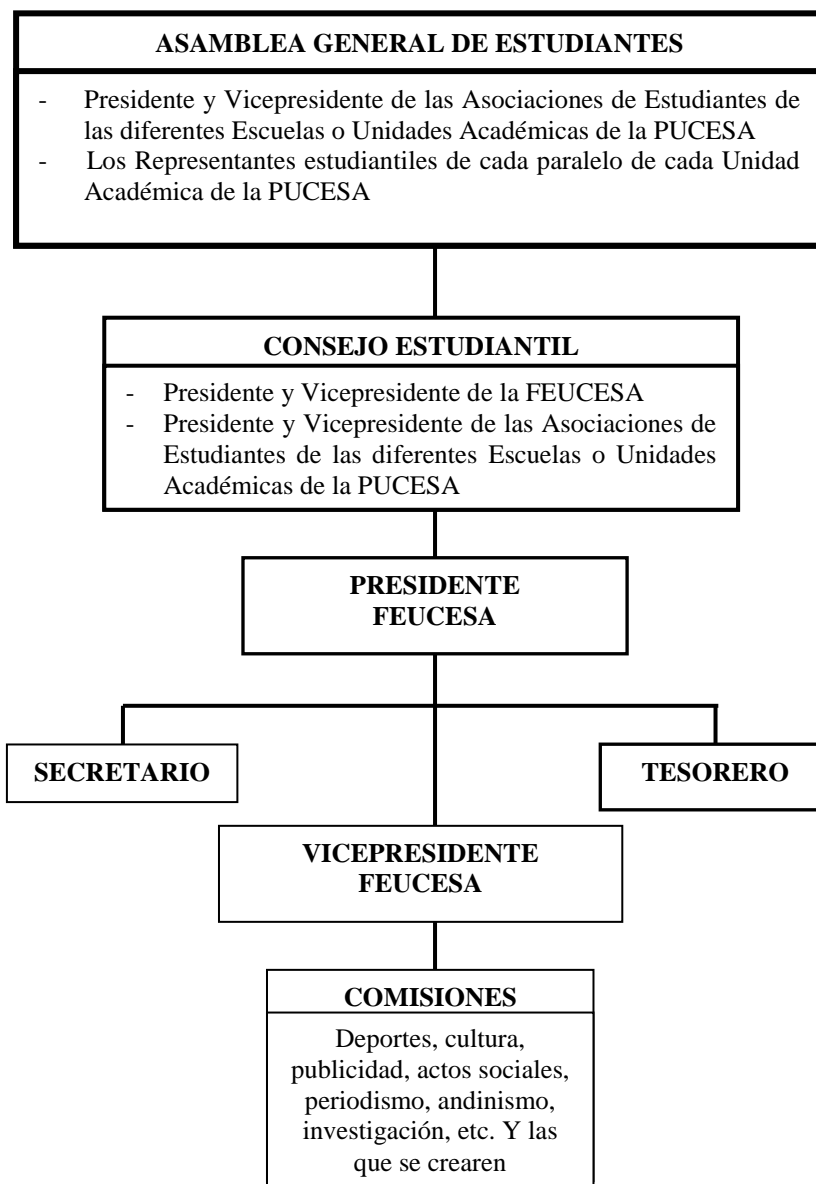 ASAMBLEA GENERAL DE ESTUDIANTES
- Presidente y Vicepresidente de las Asociaciones de Estudiantes de
las diferentes Escuelas o Unidades Académicas de la PUCESA
- Los Representantes estudiantiles de cada paralelo de cada Unidad
Académica de la PUCESA
CONSEJO ESTUDIANTIL
- Presidente y Vicepresidente de la FEUCESA
- Presidente y Vicepresidente de las Asociaciones de
Estudiantes de las diferentes Escuelas o Unidades
Académicas de la PUCESA
PRESIDENTE
FEUCESA
SECRETARIO
TESORERO
VICEPRESIDENTE
FEUCESA
COMISIONES
Deportes, cultura,
publicidad, actos sociales,
periodismo, andinismo,
investigación, etc. Y las
que se crearen